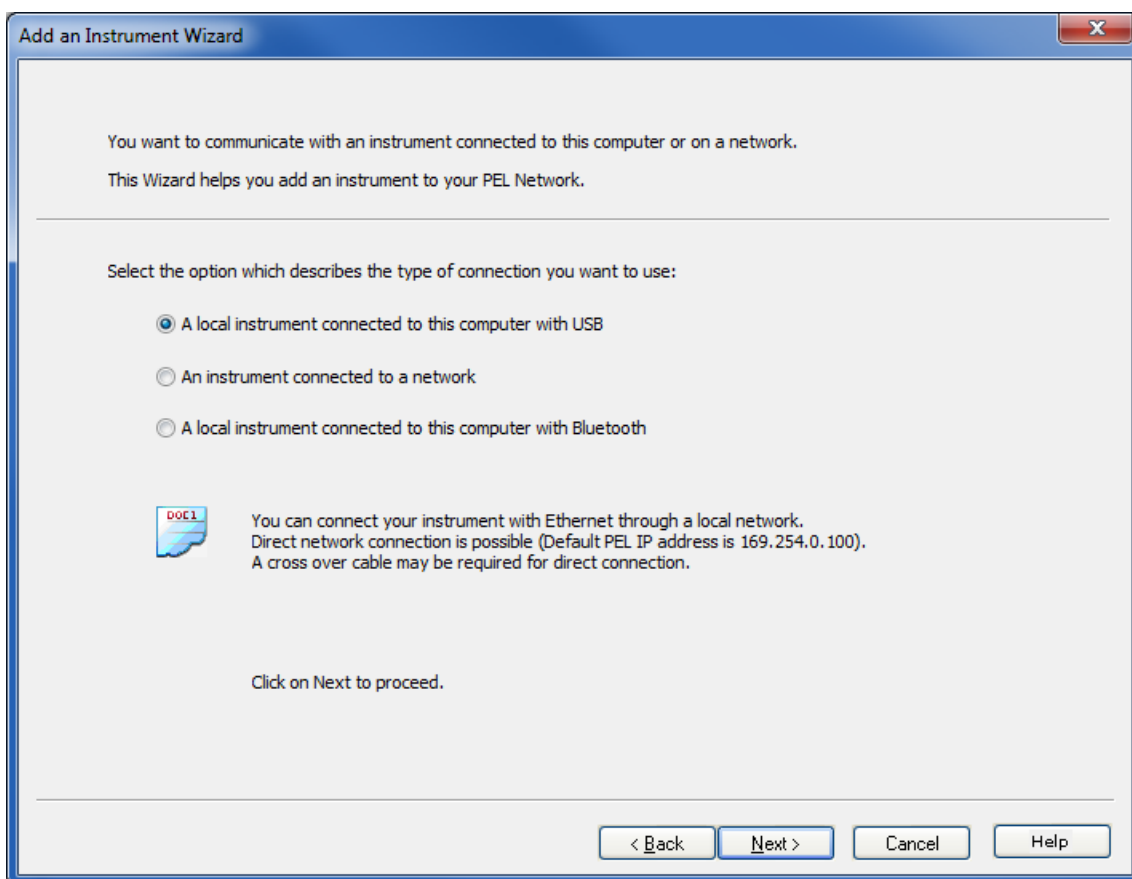 Add an Instrument Wizard
You want to communicate with an instrument connected to this computer or on a network.
This Wizard helps you add an instrument to your PEL Network.
Select the option which describes the type of connection you want to use:
A local instrument connected to this computer with USB
An instrument connected to a network
A local instrument connected to this computer with Bluetooth
DOE1
You can connect your instrument with Ethernet through a local network.
Direct network connection is possible (Default PEL IP address is 169.254.0.100).
A cross over cable may be required for direct connection.
Click on Next to proceed.
< Back Next > Cancel Help